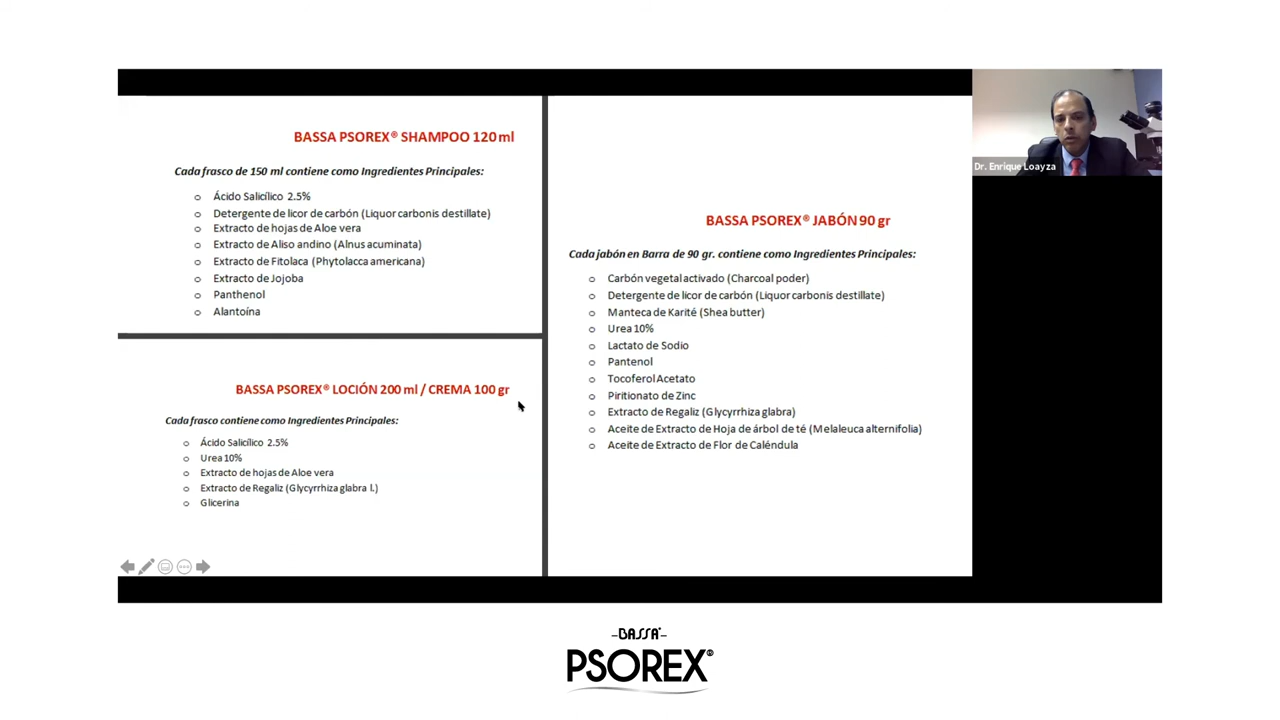 BASSA PSOREX® SHAMPOO 120 ml
Cada frasco de 150 ml contiene como Ingredientes Principales:
o Ácido Salicílico 2.5%
o Detergente de licor de carbón (Liquor carbonis destillate)
o Extracto de hojas de Aloe vera
o Extracto de Aliso andino (Alnus acuminata)
o Extracto de Fitolaca (Phytolacca americana)
o Extracto de Jojoba
o Panthenol
o Alantoína
BASSA PSOREX® LOCIÓN 200 ml / CREMA 100 gr
Cada frasco contiene como Ingredientes Principales:
o Ácido Salicílico 2.5%
o Urea 10%
o Extracto de hojas de Aloe vera
o Extracto de Regaliz (Glycyrrhiza glabra l.)
o Glicerina
BASSA PSOREX® JABÓN 90 gr
Cada jabón en Barra de 90 gr. contiene como Ingredientes Principales:
o Carbón vegetal activado (Charcoal poder)
o Detergente de licor de carbón (Liquor carbonis destillate)
o Manteca de Karité (Shea butter)
o Urea 10%
o Lactato de Sodio
o Pantenol
o Tocoferol Acetato
o Piritionato de Zinc
o Extracto de Regaliz (Glycyrrhiza glabra)
o Aceite de Extracto de Hoja de árbol de té (Melaleuca alternifolia)
o Aceite de Extracto de Flor de Caléndula
Dr. Enrique Loayza
BASSA
PSOREX®